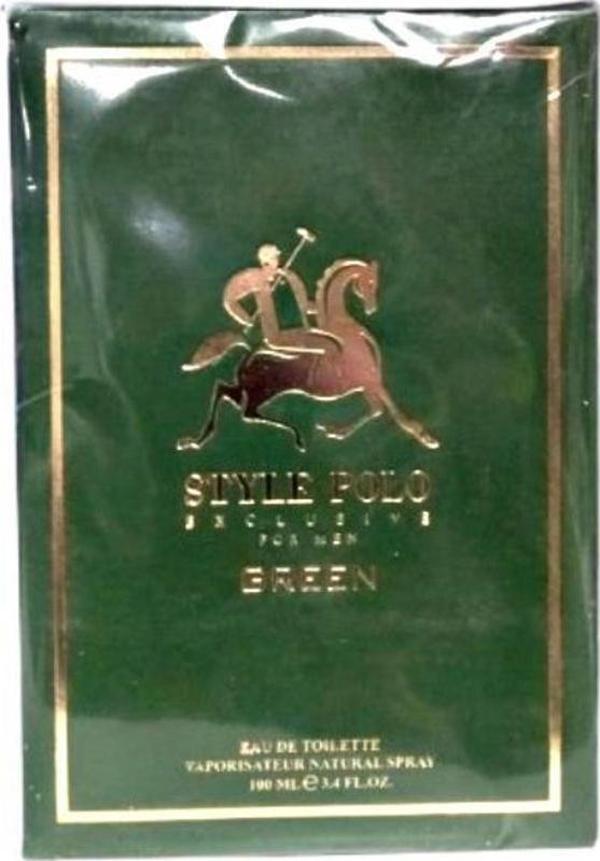 STYLE POLO
EXCLUSIVE
FOR MEN
GREEN
EAU DE TOILETTE
VAPORISATEUR NATURAL SPRAY
100 ML ℮ 3.4 FL.OZ.